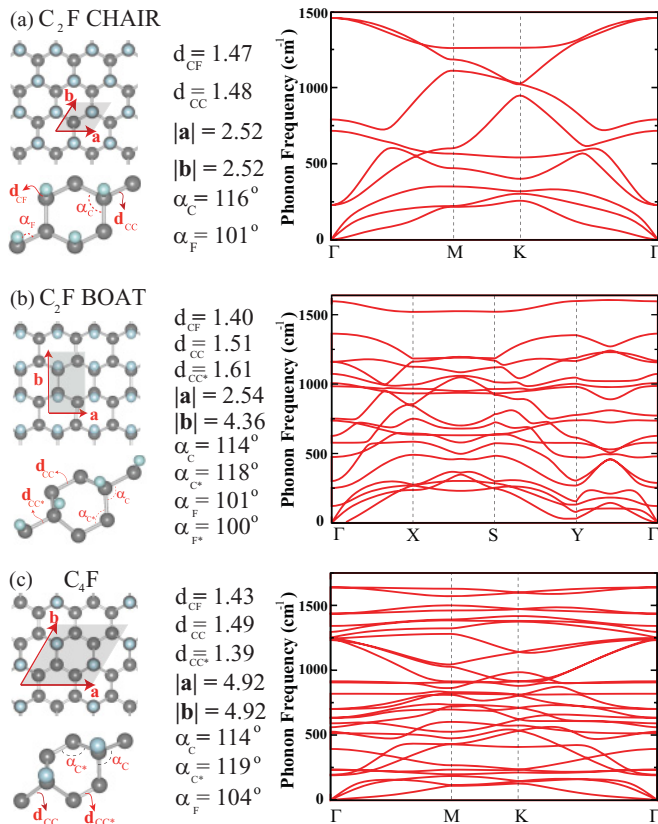 (a) C₂F CHAIR
b
a
d_CF
α_C
α_F
d_CC
d_CF = 1.47
d_CC = 1.48
|a| = 2.52
|b| = 2.52
α_C = 116°
α_F = 101°
Phonon Frequency (cm⁻¹)
1500
1000
500
0
Γ M K Γ
(b) C₂F BOAT
b
a
d_CC
d_CC*
α_C
α_C*
d_CF = 1.40
d_CC = 1.51
d_CC* = 1.61
|a| = 2.54
|b| = 4.36
α_C = 114°
α_C* = 118°
α_F = 101°
α_F* = 100°
Phonon Frequency (cm⁻¹)
1500
1000
500
0
Γ X S Y Γ
(c) C₄F
b
a
α_C*
α_C
d_CC
d_CC*
d_CF = 1.43
d_CC = 1.49
d_CC* = 1.39
|a| = 4.92
|b| = 4.92
α_C = 114°
α_C* = 119°
α_F = 104°
Phonon Frequency (cm⁻¹)
1500
1000
500
0
Γ M K Γ